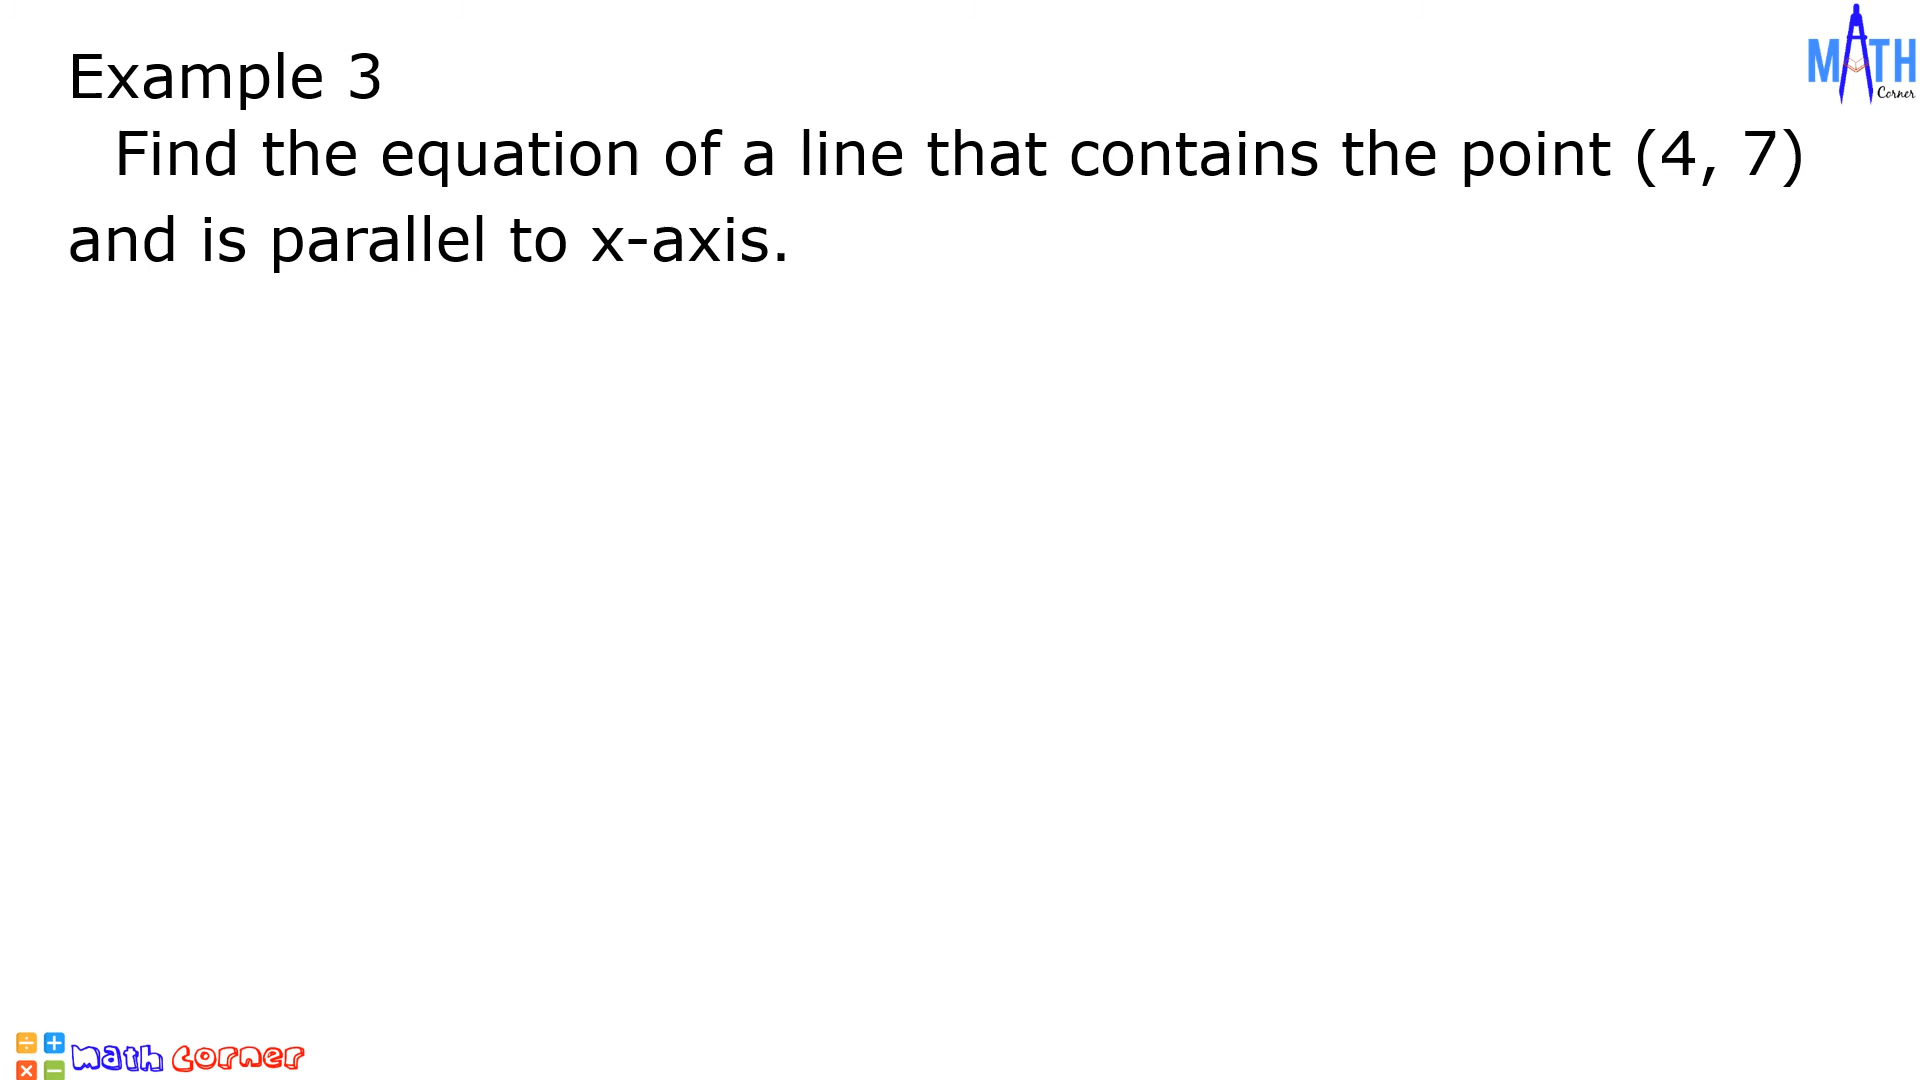 MATH
Corner
Example 3
Find the equation of a line that contains the point (4, 7)
and is parallel to x-axis.
math corner